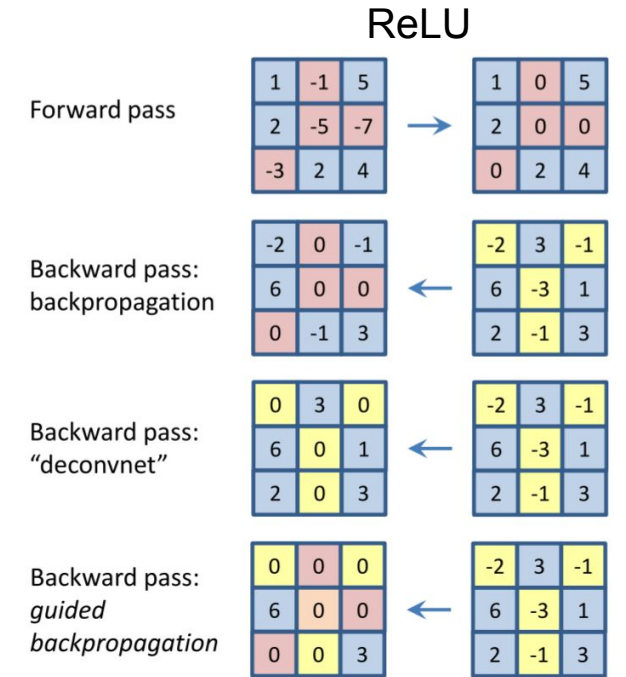 ReLU
Forward pass
1 -1 5 1 0 5
2 -5 -7 2 0 0
-3 2 4 0 2 4
Backward pass:
backpropagation
-2 0 -1 -2 3 -1
6 0 0 6 -3 1
0 -1 3 2 -1 3
Backward pass:
“deconvnet”
0 3 0 -2 3 -1
6 0 1 6 -3 1
2 0 3 2 -1 3
Backward pass:
guided
backpropagation
0 0 0 -2 3 -1
6 0 0 6 -3 1
0 0 3 2 -1 3